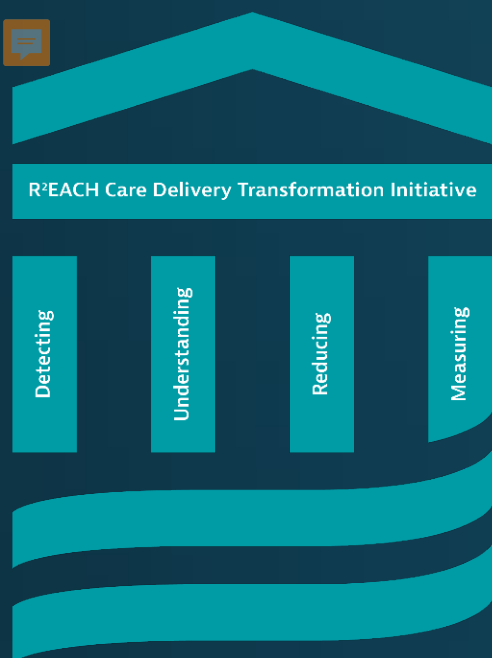 R²EACH Care Delivery Transformation Initiative
Detecting
Understanding
Reducing
Measuring